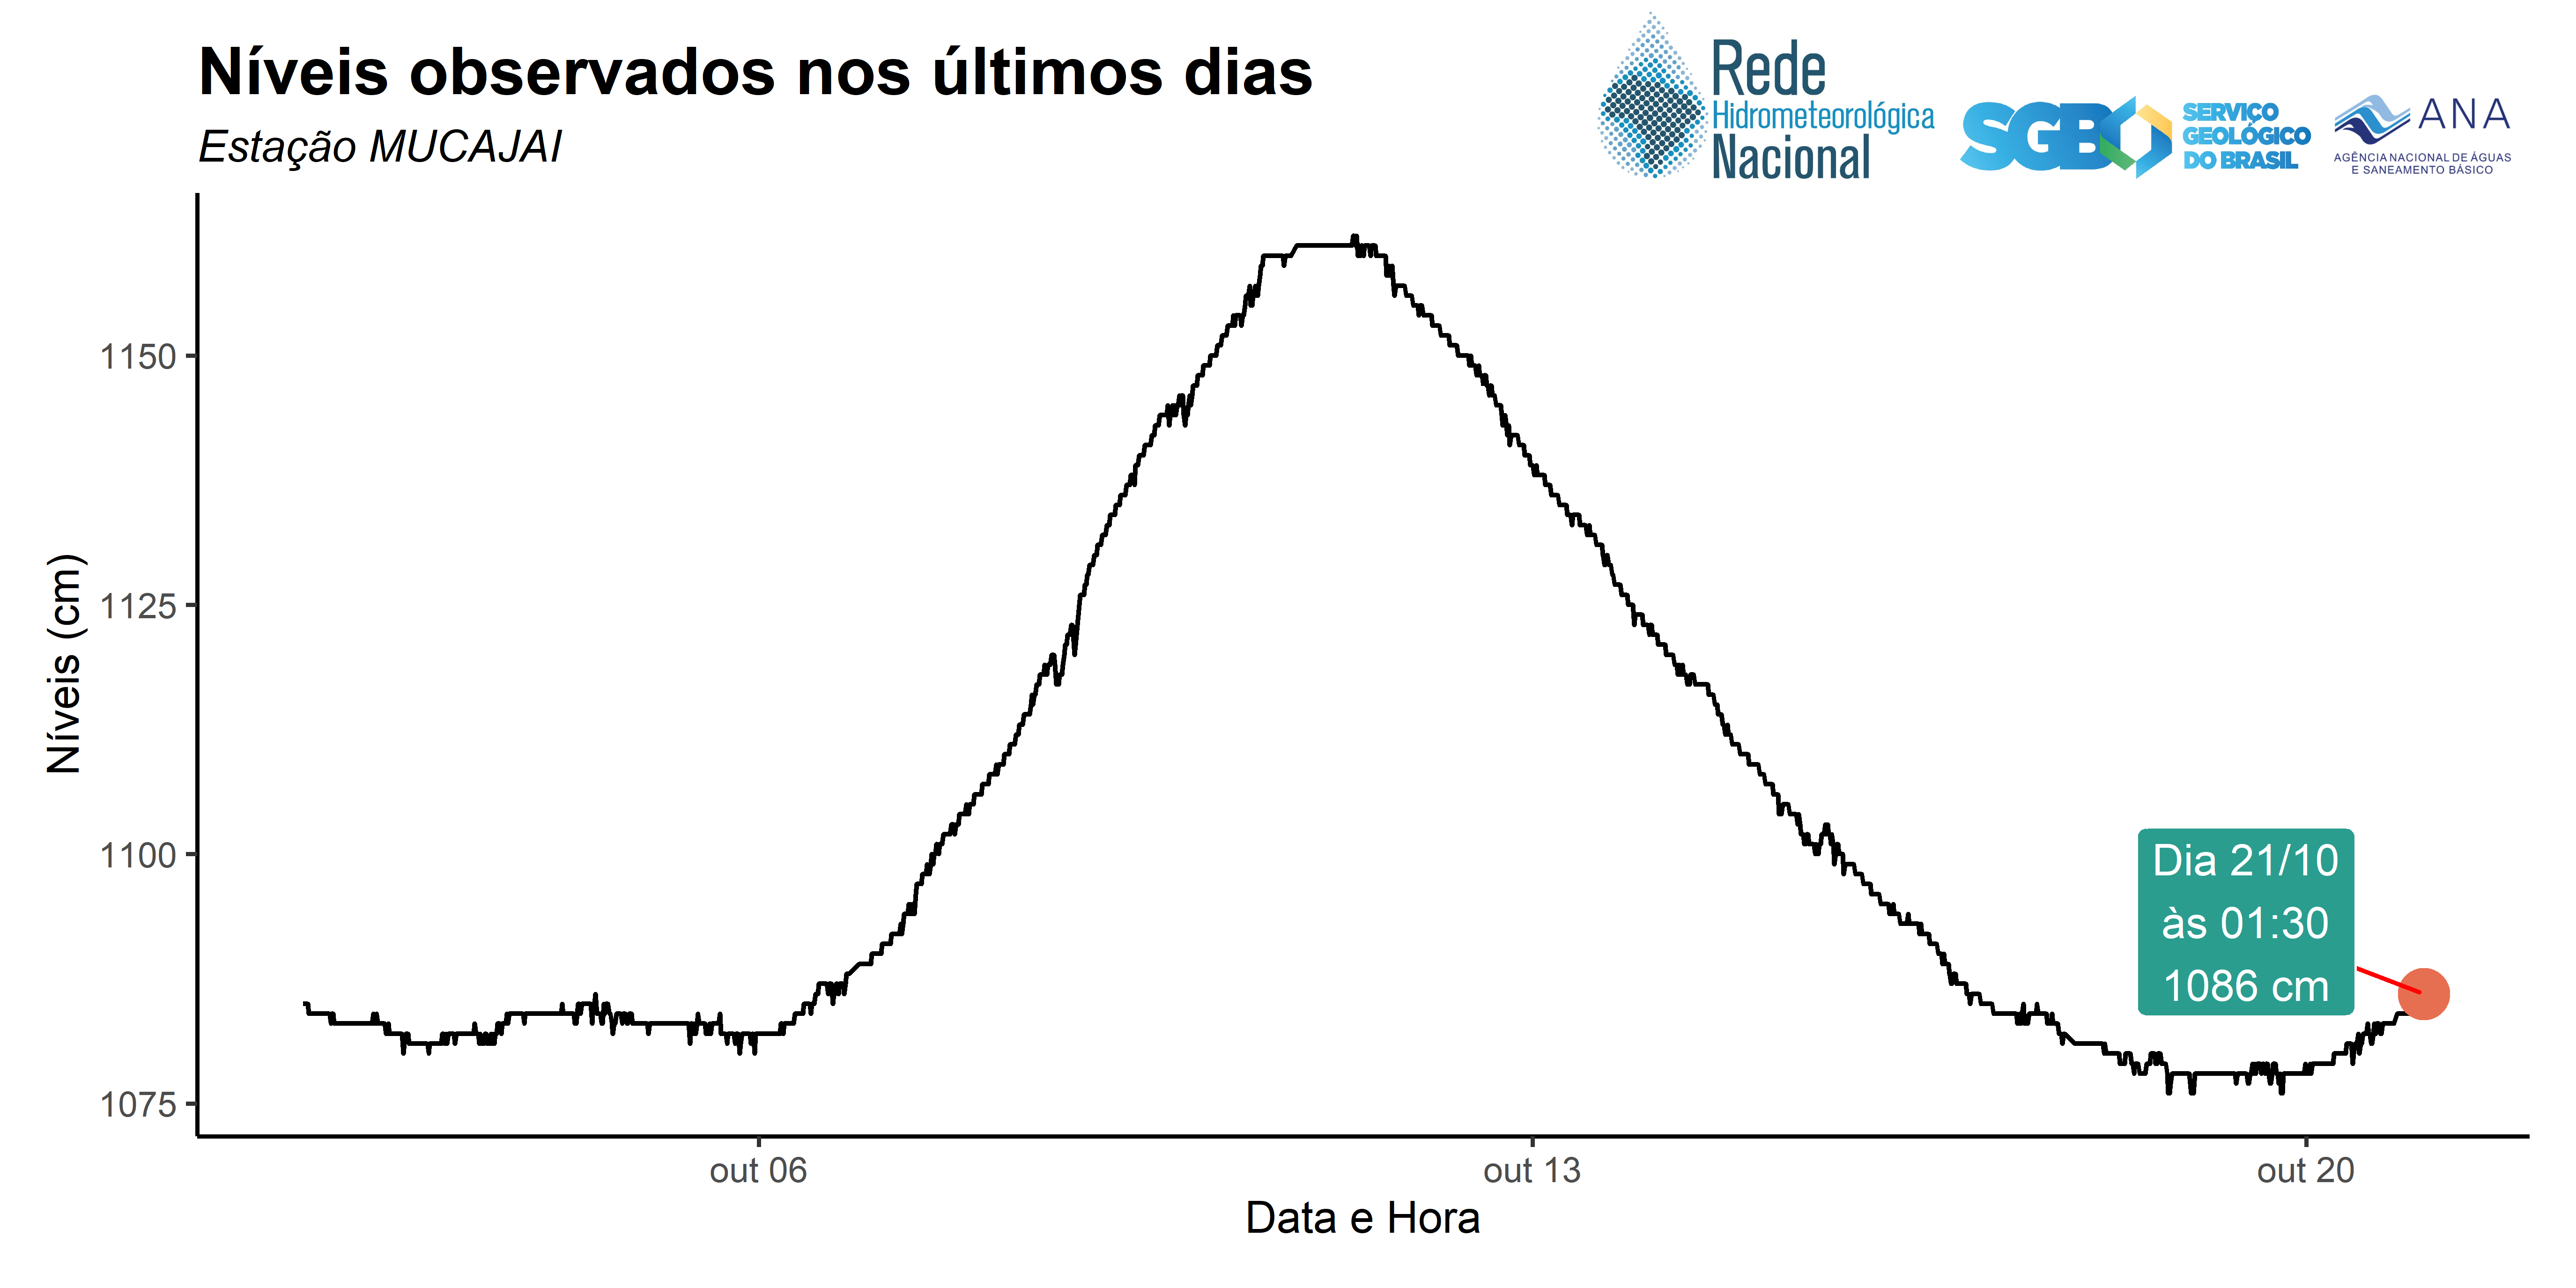 Níveis observados nos últimos dias
Estação MUCAJAI
Rede
Hidrometeorológica
Nacional
SGB
SERVIÇO
GEOLÓGICO
DO BRASIL
ANA
AGÊNCIA NACIONAL DE ÁGUAS
E SANEAMENTO BÁSICO
Níveis (cm)
1150
1125
1100
1075
Dia 21/10
às 01:30
1086 cm
out 06
out 13
out 20
Data e Hora